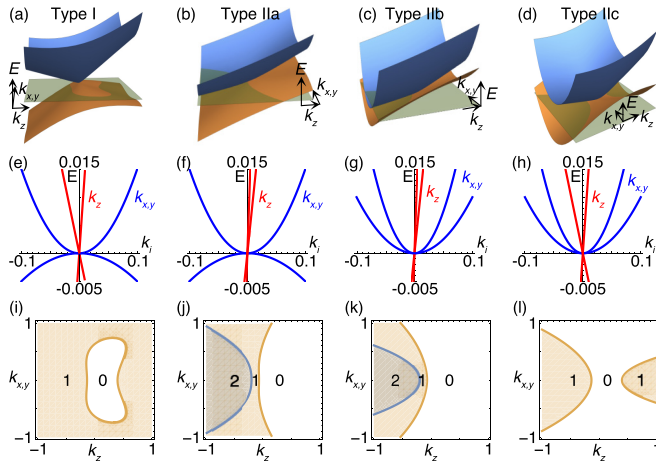 (a) Type I (b) Type IIa (c) Type IIb (d) Type IIc
E k_{x,y} k_z
E k_{x,y} k_z
k_{x,y} E k_z
E k_{x,y} k_z
(e) 0.015 (f) 0.015 (g) 0.015 (h) 0.015
E k_z k_{x,y} E k_z k_{x,y} E k_z k_{x,y} E k_z k_{x,y}
k_i k_i k_i k_i
-0.1 0.1 -0.1 0.1 -0.1 0.1 -0.1 0.1
-0.005 -0.005 -0.005 -0.005
(i) (j) (k) (l)
1 1 1 1
k_{x,y} 1 0 k_{x,y} 2 1 0 k_{x,y} 2 1 0 k_{x,y} 1 0 1
-1 -1 -1 -1
-1 k_z 1 -1 k_z 1 -1 k_z 1 -1 k_z 1